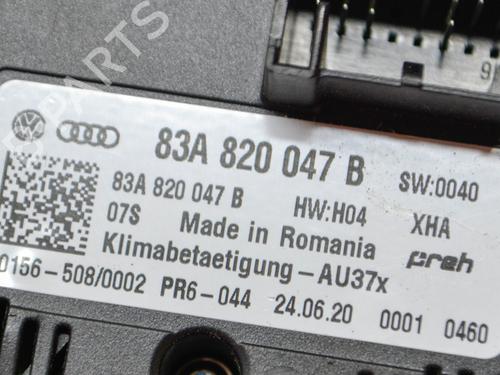 83A 820 047 B SW:0040
83A 820 047 B HW:H04 XHA
07S Made in Romania preh
Klimabetaetigung-AU37x
0156-508/0002 PR6-044 24.06.20 0001 0460